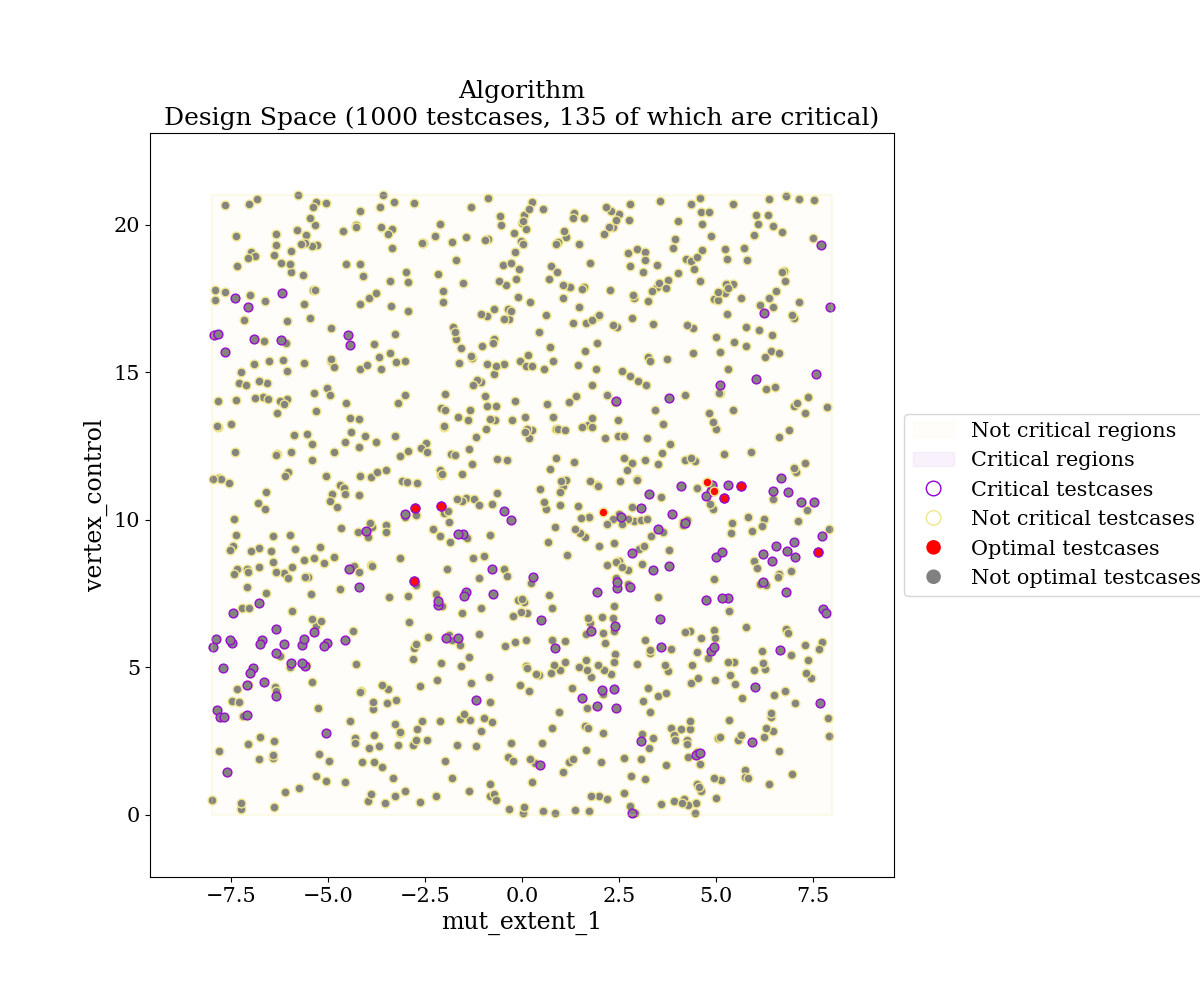 Algorithm
Design Space (1000 testcases, 135 of which are critical)
20
15
10
5
0
vertex_control
−7.5 −5.0 −2.5 0.0 2.5 5.0 7.5
mut_extent_1
Not critical regions
Critical regions
Critical testcases
Not critical testcases
Optimal testcases
Not optimal testcases